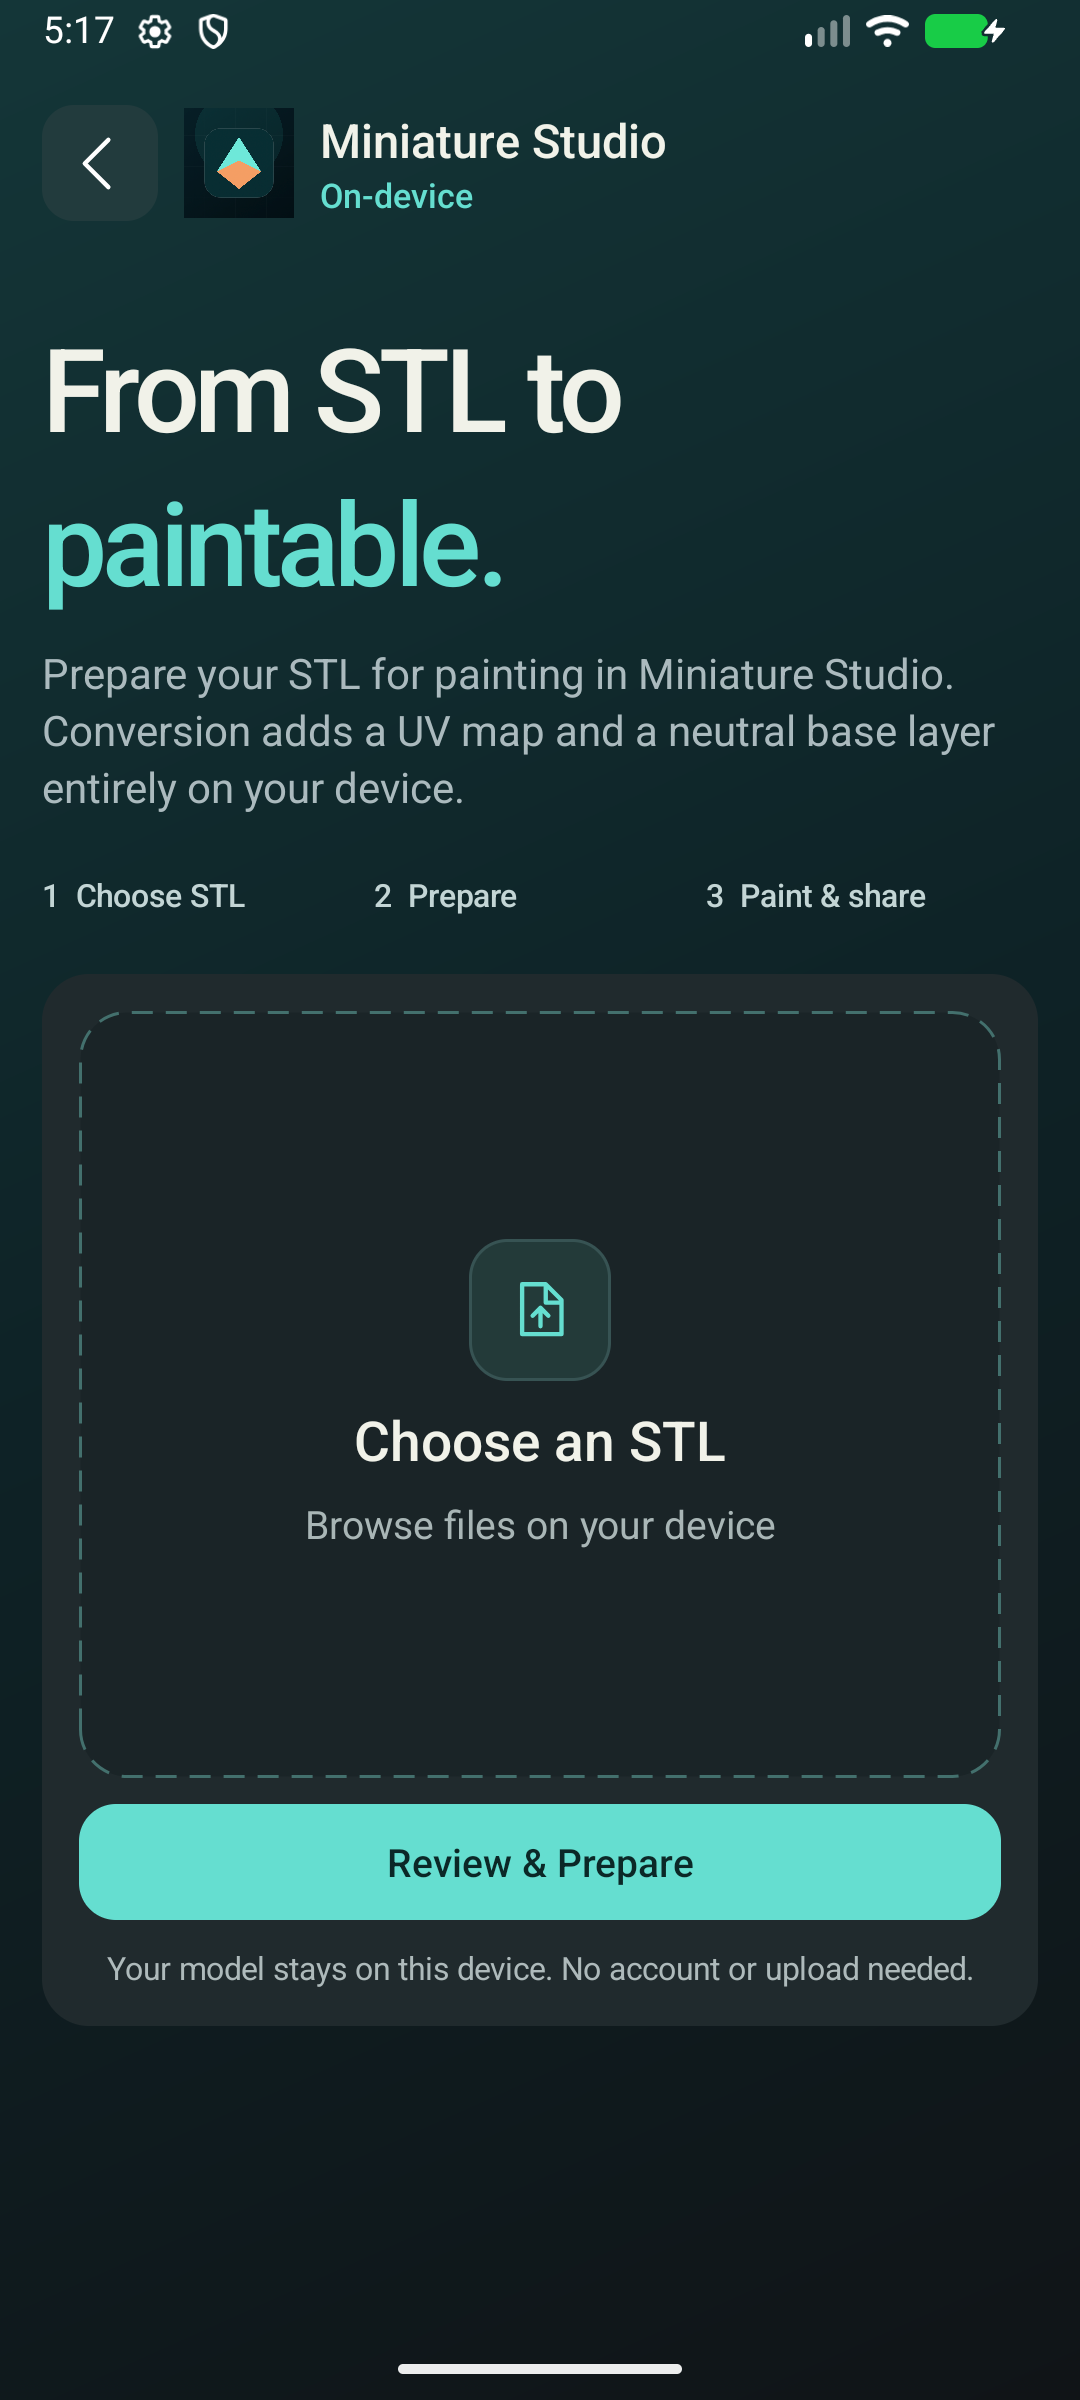 5:17
Miniature Studio
On-device
From STL to
paintable.
Prepare your STL for painting in Miniature Studio.
Conversion adds a UV map and a neutral base layer
entirely on your device.
1 Choose STL
2 Prepare
3 Paint & share
Choose an STL
Browse files on your device
Review & Prepare
Your model stays on this device. No account or upload needed.